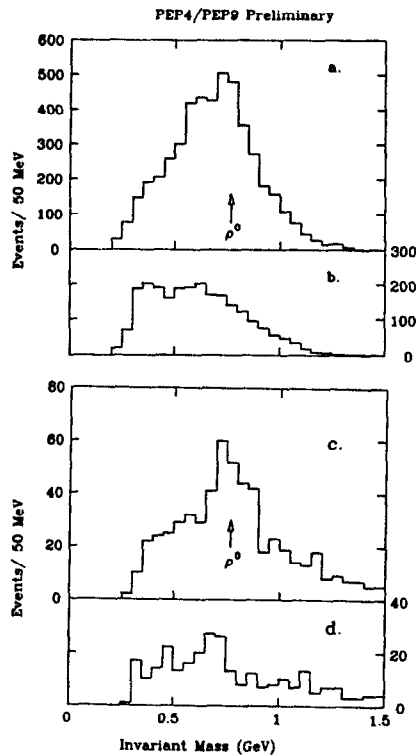 PEP4/PEP9 Preliminary
600
a.
500
400
300
200
100
0
ρ⁰
Events/ 50 MeV
300
b.
200
100
0
80
c.
60
40
20
0
ρ⁰
Events/ 50 MeV
40
d.
20
0
0
0.5
1
1.5
Invariant Mass (GeV)